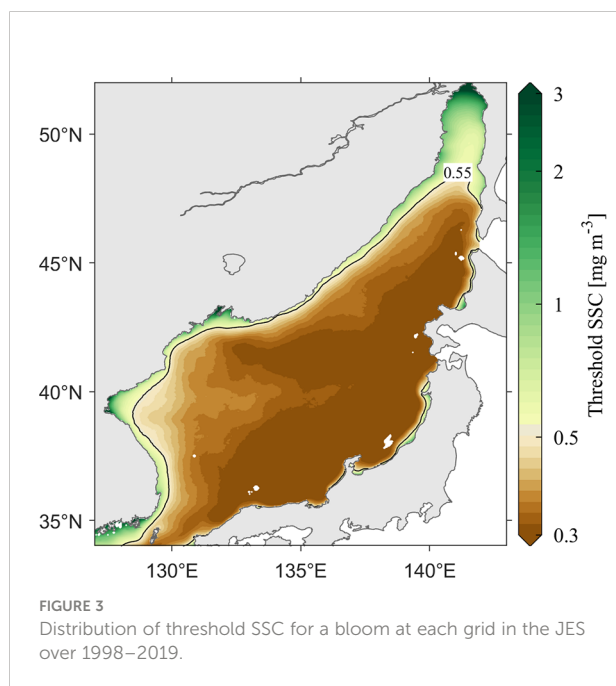 50°N
45°N
40°N
35°N
130°E
135°E
140°E
0.55
3
2
1
0.5
0.3
Threshold SSC [mg m⁻³]
FIGURE 3
Distribution of threshold SSC for a bloom at each grid in the JES
over 1998–2019.